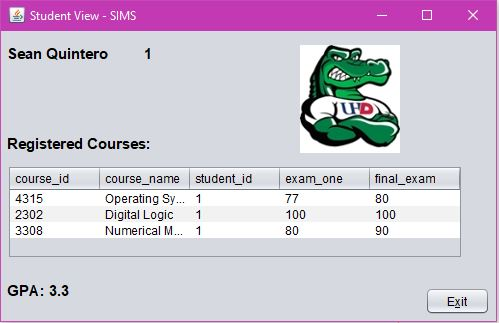 Student View - SIMS
Sean Quintero 1
UHD
Registered Courses:
course_id course_name student_id exam_one final_exam
4315 Operating Sy... 1 77 80
2302 Digital Logic 1 100 100
3308 Numerical M... 1 80 90
GPA: 3.3
Exit